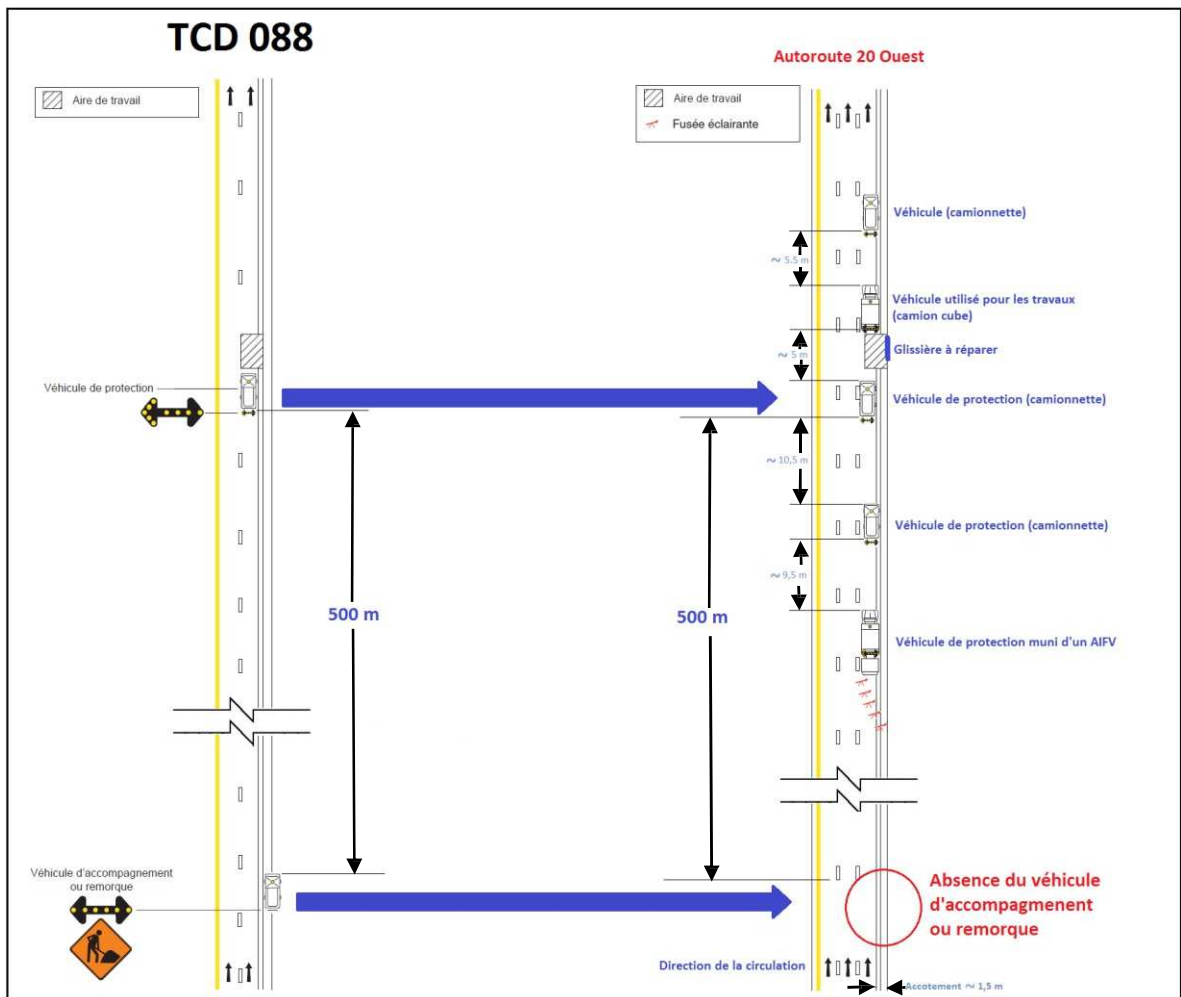 TCD 088
Aire de travail
Véhicule de protection
500 m
Véhicule d'accompagnement
ou remorque
Autoroute 20 Ouest
Aire de travail
Fusée éclairante
Véhicule (camionnette)
~ 5.5 m
Véhicule utilisé pour les travaux
(camion cube)
Glissière à réparer
~ 5 m
Véhicule de protection (camionnette)
~ 10,5 m
Véhicule de protection (camionnette)
~ 9,5 m
500 m
Véhicule de protection muni d'un AIFV
Absence du véhicule
d'accompagmenent
ou remorque
Direction de la circulation
Accotement ~ 1,5 m